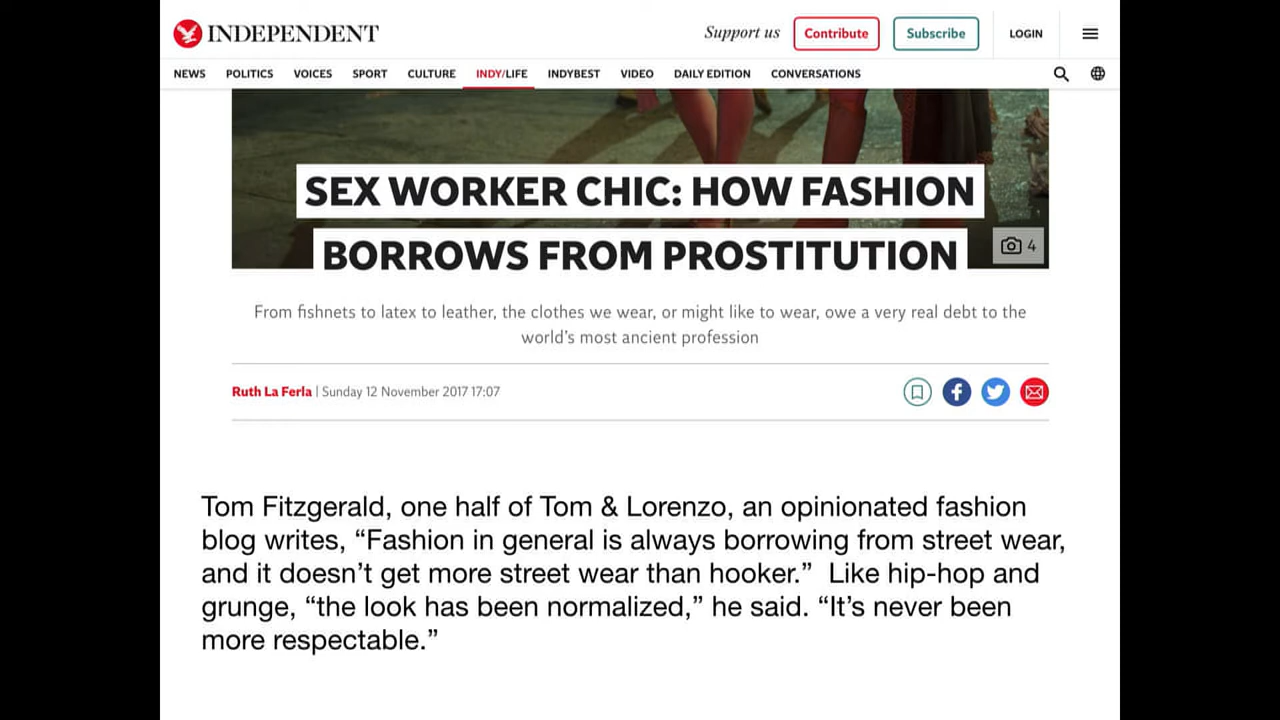 INDEPENDENT
Support us
Contribute
Subscribe
LOGIN
NEWS POLITICS VOICES SPORT CULTURE INDY/LIFE INDYBEST VIDEO DAILY EDITION CONVERSATIONS
SEX WORKER CHIC: HOW FASHION
BORROWS FROM PROSTITUTION
4
From fishnets to latex to leather, the clothes we wear, or might like to wear, owe a very real debt to the
world's most ancient profession
Ruth La Ferla | Sunday 12 November 2017 17:07
Tom Fitzgerald, one half of Tom & Lorenzo, an opinionated fashion
blog writes, “Fashion in general is always borrowing from street wear,
and it doesn’t get more street wear than hooker.”  Like hip-hop and
grunge, “the look has been normalized,” he said. “It’s never been
more respectable.”